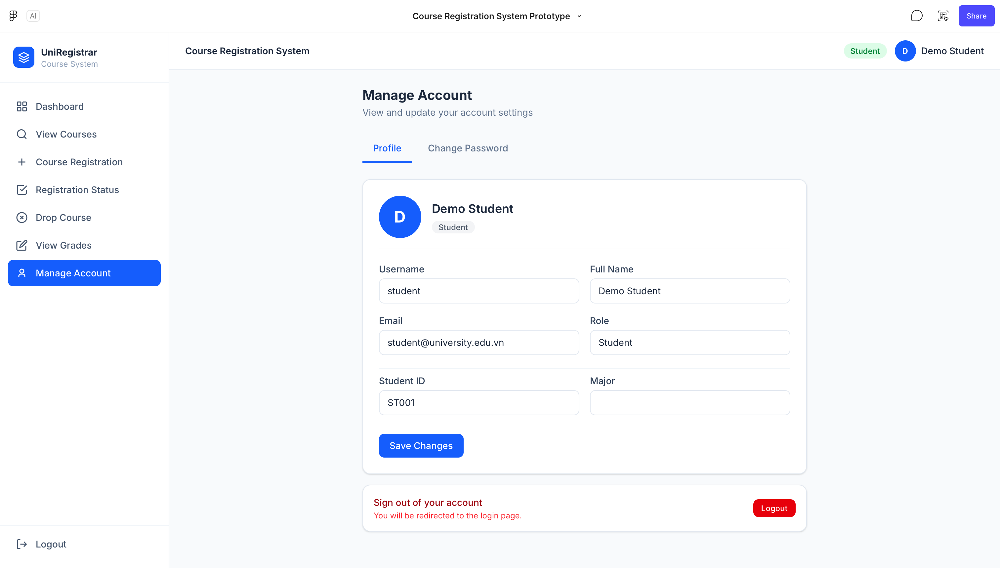 AI
Course Registration System Prototype
Share
UniRegistrar
Course System
Dashboard
View Courses
Course Registration
Registration Status
Drop Course
View Grades
Manage Account
Logout
Course Registration System
Student
D
Demo Student
Manage Account
View and update your account settings
Profile
Change Password
D
Demo Student
Student
Username
Full Name
student
Demo Student
Email
Role
student@university.edu.vn
Student
Student ID
Major
ST001
Save Changes
Sign out of your account
You will be redirected to the login page.
Logout